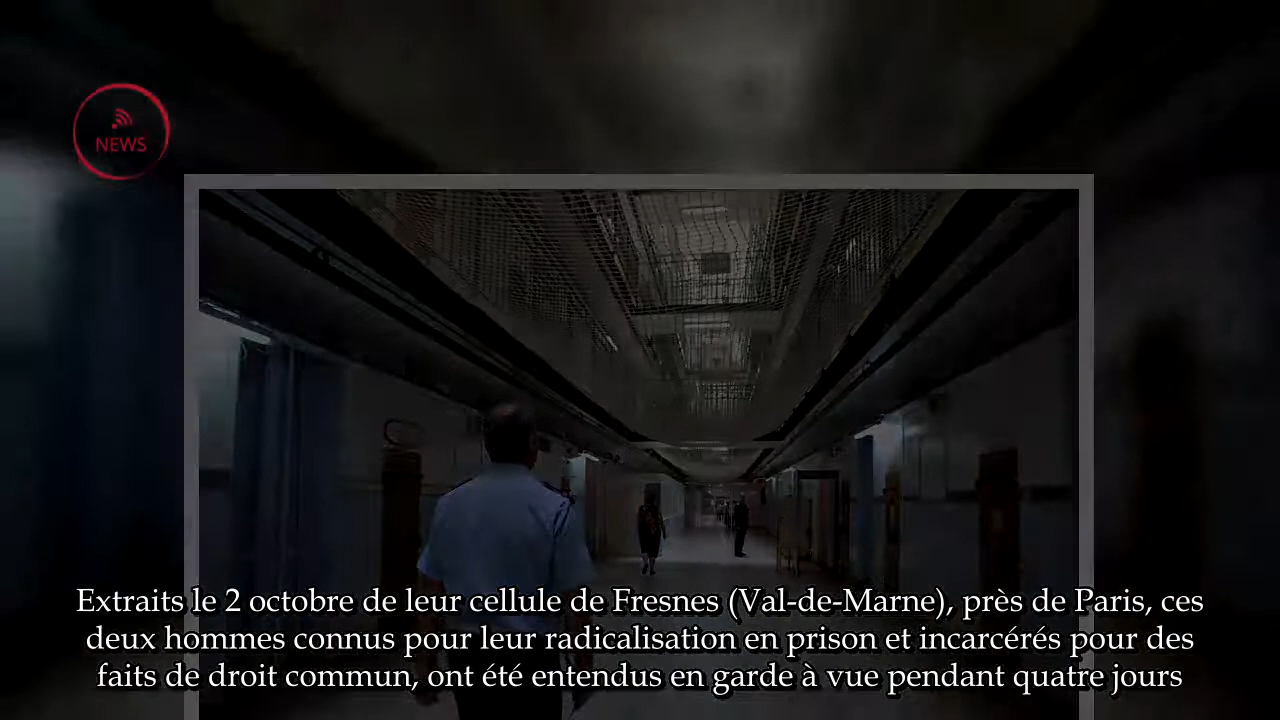 NEWS
Extraits le 2 octobre de leur cellule de Fresnes (Val-de-Marne), près de Paris, ces
deux hommes connus pour leur radicalisation en prison et incarcérés pour des
faits de droit commun, ont été entendus en garde à vue pendant quatre jours